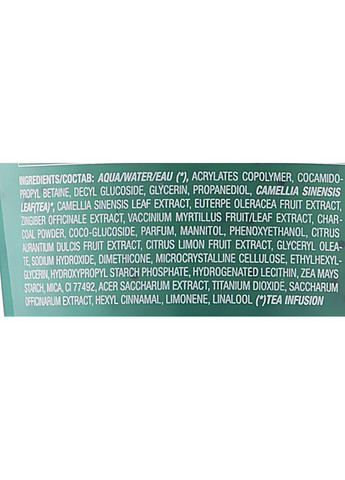 INGREDIENTS/СОСТАВ: AQUA/WATER/EAU (*), ACRYLATES COPOLYMER, COCAMIDO-
PROPYL BETAINE, DECYL GLUCOSIDE, GLYCERIN, PROPANEDIOL, CAMELLIA SINENSIS
LEAF(TEA)*, CAMELLIA SINENSIS LEAF EXTRACT, EUTERPE OLERACEA FRUIT EXTRACT,
ZINGIBER OFFICINALE EXTRACT, VACCINIUM MYRTILLUS FRUIT/LEAF EXTRACT, CHAR-
COAL POWDER, COCO-GLUCOSIDE, PARFUM, MANNITOL, PHENOXYETHANOL, CITRUS
AURANTIUM DULCIS FRUIT EXTRACT, CITRUS LIMON FRUIT EXTRACT, GLYCERYL OLEA-
TE, SODIUM HYDROXIDE, DIMETHICONE, MICROCRYSTALLINE CELLULOSE, ETHYLHEXYL-
GLYCERIN, HYDROXYPROPYL STARCH PHOSPHATE, HYDROGENATED LECITHIN, ZEA MAYS
STARCH, MICA, CI 77492, ACER SACCHARUM EXTRACT, TITANIUM DIOXIDE, SACCHARUM
OFFICINARUM EXTRACT, HEXYL CINNAMAL, LIMONENE, LINALOOL (*)TEA INFUSION